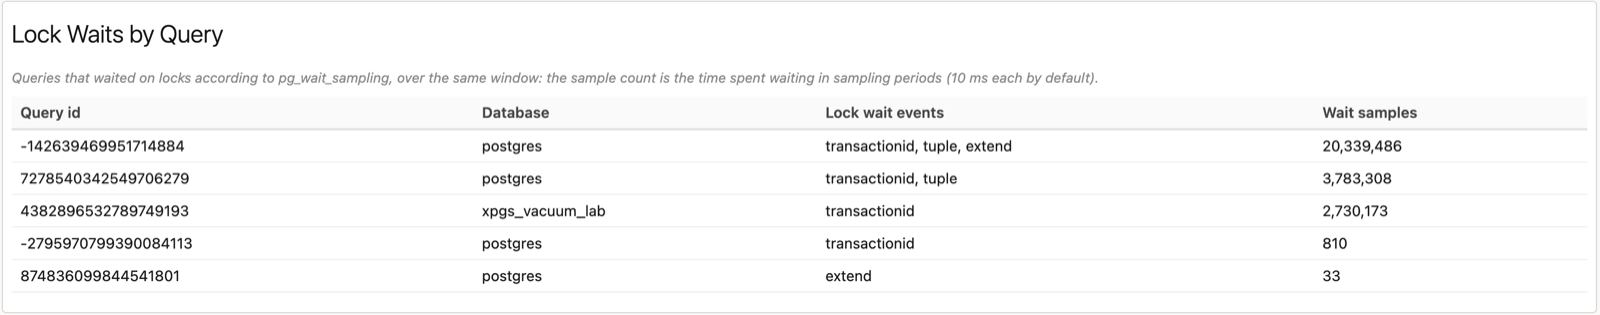 Lock Waits by Query
Queries that waited on locks according to pg_wait_sampling, over the same window: the sample count is the time spent waiting in sampling periods (10 ms each by default).
Query id Database Lock wait events Wait samples
-142639469951714884 postgres transactionid, tuple, extend 20,339,486
7278540342549706279 postgres transactionid, tuple 3,783,308
4382896532789749193 xpgs_vacuum_lab transactionid 2,730,173
-2795970799390084113 postgres transactionid 810
874836099844541801 postgres extend 33